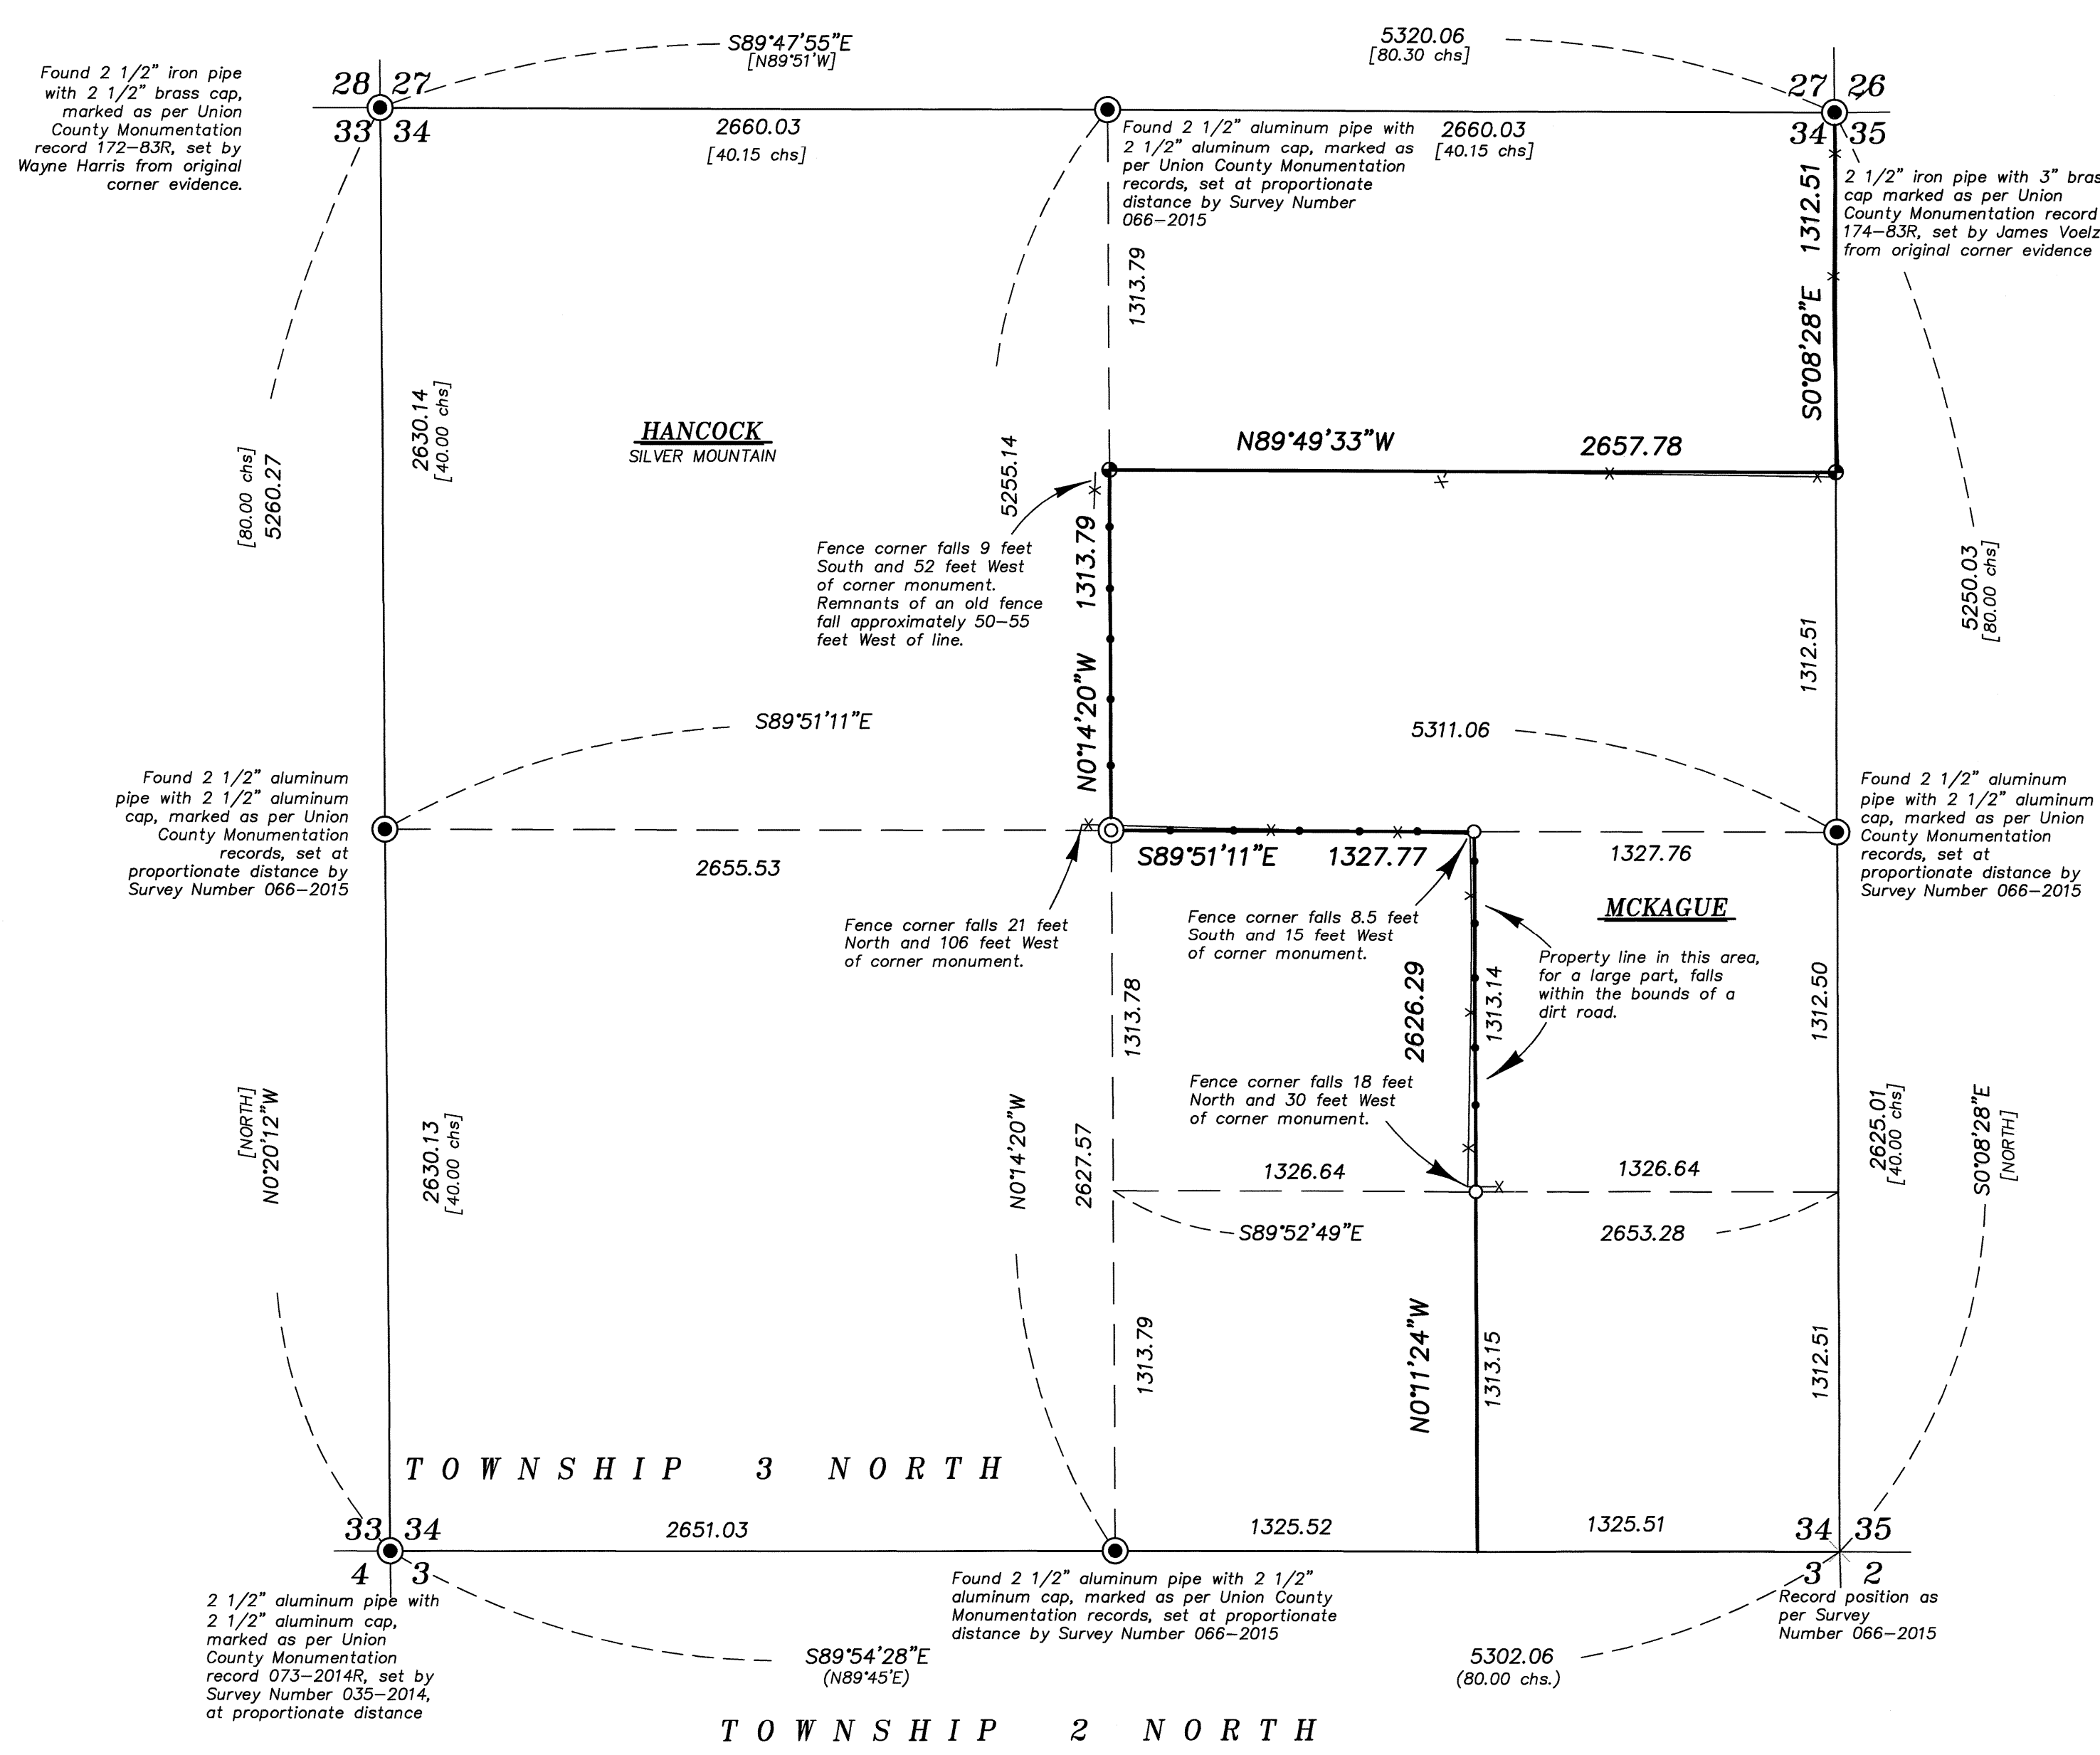 S89°47'55"E
[N89°51'W]
5320.06
[80.30 chs]
Found 2 1/2" iron pipe
with 2 1/2" brass cap,
marked as per Union
County Monumentation
record 172-83R, set by
Wayne Harris from original
corner evidence.
28 27
33 34
27 26
34 35
2660.03
[40.15 chs]
Found 2 1/2" aluminum pipe with
2 1/2" aluminum cap, marked as
per Union County Monumentation
records, set at proportionate
distance by Survey Number
066-2015
2660.03
[40.15 chs]
2 1/2" iron pipe with 3" bras
cap marked as per Union
County Monumentation record
174-83R, set by James Voelz
from original corner evidence
1312.51
S0°08'28"E
1313.79
2630.14
[40.00 chs]
HANCOCK
SILVER MOUNTAIN
[80.00 chs]
5260.27
5255.14
N89°49'33"W
2657.78
Fence corner falls 9 feet
South and 52 feet West
of corner monument.
Remnants of an old fence
fall approximately 50-55
feet West of line.
1313.79
N0°14'20"W
1312.51
5250.03
[80.00 chs]
S89°51'11"E
5311.06
Found 2 1/2" aluminum
pipe with 2 1/2" aluminum
cap, marked as per Union
County Monumentation
records, set at
proportionate distance by
Survey Number 066-2015
2655.53
S89°51'11"E
1327.77
1327.76
Found 2 1/2" aluminum
pipe with 2 1/2" aluminum
cap, marked as per Union
County Monumentation
records, set at
proportionate distance by
Survey Number 066-2015
MCKAGUE
Fence corner falls 21 feet
North and 106 feet West
of corner monument.
Fence corner falls 8.5 feet
South and 15 feet West
of corner monument.
Property line in this area,
for a large part, falls
within the bounds of a
dirt road.
1313.78
2626.29
1313.14
1312.50
Fence corner falls 18 feet
North and 30 feet West
of corner monument.
[NORTH]
N0°20'12"W
2630.13
[40.00 chs]
N0°14'20"W
2627.57
1326.64
1326.64
2625.01
[40.00 chs]
S0°08'28"E
[NORTH]
S89°52'49"E
2653.28
1313.79
N0°11'24"W
1313.15
1312.51
TOWNSHIP 3 NORTH
33 34
4 3
2651.03
1325.52
1325.51
34 35
3 2
2 1/2" aluminum pipe with
2 1/2" aluminum cap,
marked as per Union
County Monumentation
record 073-2014R, set by
Survey Number 035-2014,
at proportionate distance
Found 2 1/2" aluminum pipe with 2 1/2"
aluminum cap, marked as per Union County
Monumentation records, set at proportionate
distance by Survey Number 066-2015
Record position as
per Survey
Number 066-2015
S89°54'28"E
(N89°45'E)
5302.06
(80.00 chs.)
TOWNSHIP 2 NORTH